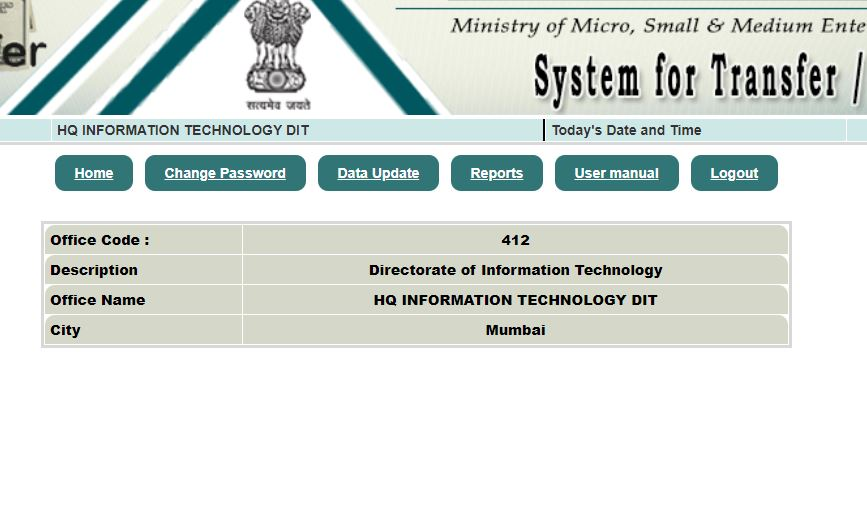 er
Ministry of Micro, Small & Medium Ente
सत्यमेव जयते
System for Transfer /
HQ INFORMATION TECHNOLOGY DIT
Today's Date and Time
Home
Change Password
Data Update
Reports
User manual
Logout
Office Code : 412
Description Directorate of Information Technology
Office Name HQ INFORMATION TECHNOLOGY DIT
City Mumbai